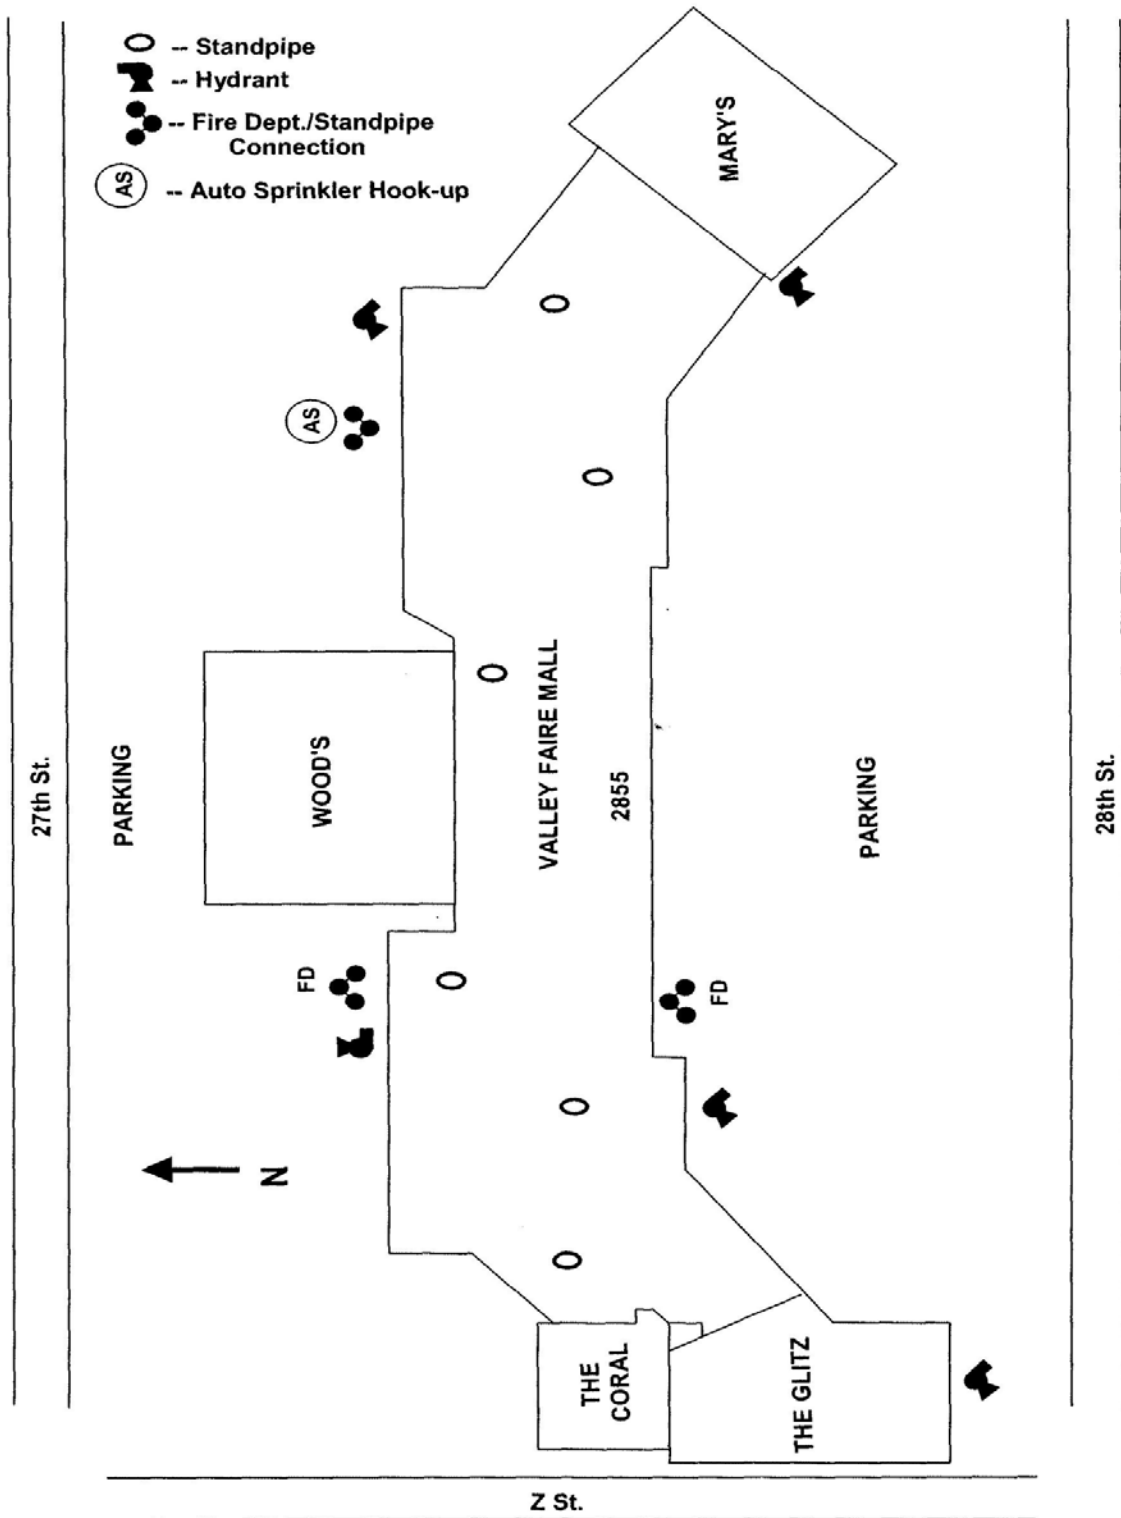 -- Standpipe
-- Hydrant
-- Fire Dept./Standpipe
Connection
AS
-- Auto Sprinkler Hook-up
MARY'S
AS
27th St.
PARKING
WOOD'S
VALLEY FAIRE MALL
2855
PARKING
28th St.
FD
FD
N
THE
CORAL
THE GLITZ
Z St.